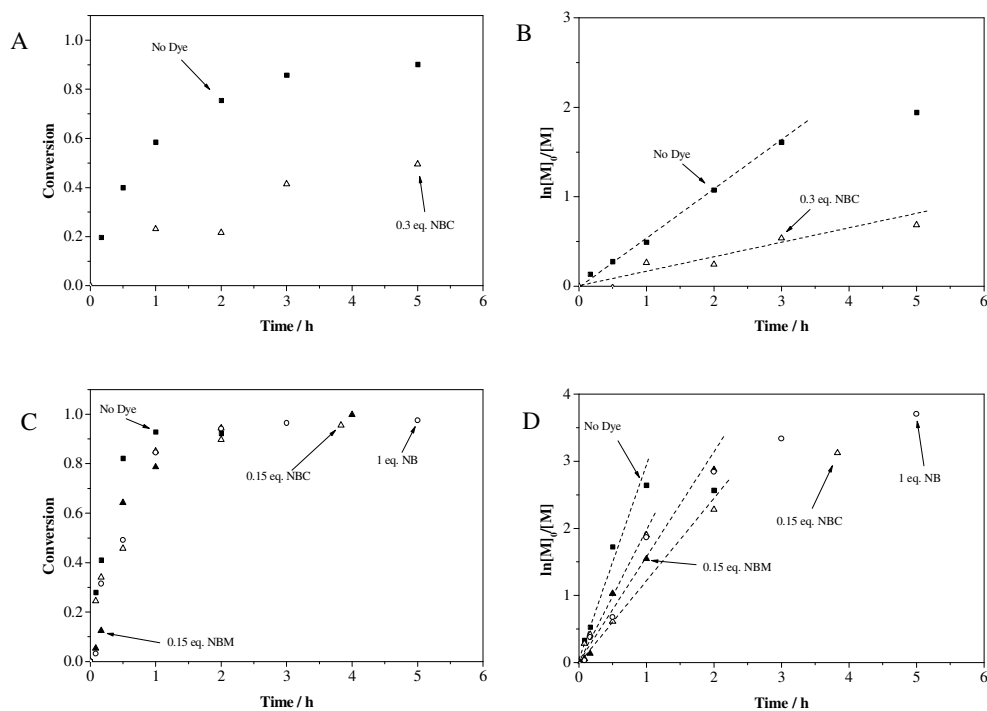 A
Conversion
1.0
0.8
0.6
0.4
0.2
0.0
No Dye
0.3 eq. NBC
0 1 2 3 4 5 6
Time / h
B
ln[M]0/[M]
3
2
1
0
No Dye
0.3 eq. NBC
0 1 2 3 4 5 6
Time / h
C
Conversion
1.0
0.8
0.6
0.4
0.2
0.0
No Dye
0.15 eq. NBC
1 eq. NB
0.15 eq. NBM
0 1 2 3 4 5 6
Time / h
D
ln[M]0/[M]
4
3
2
1
0
No Dye
1 eq. NB
0.15 eq. NBC
0.15 eq. NBM
0 1 2 3 4 5 6
Time / h